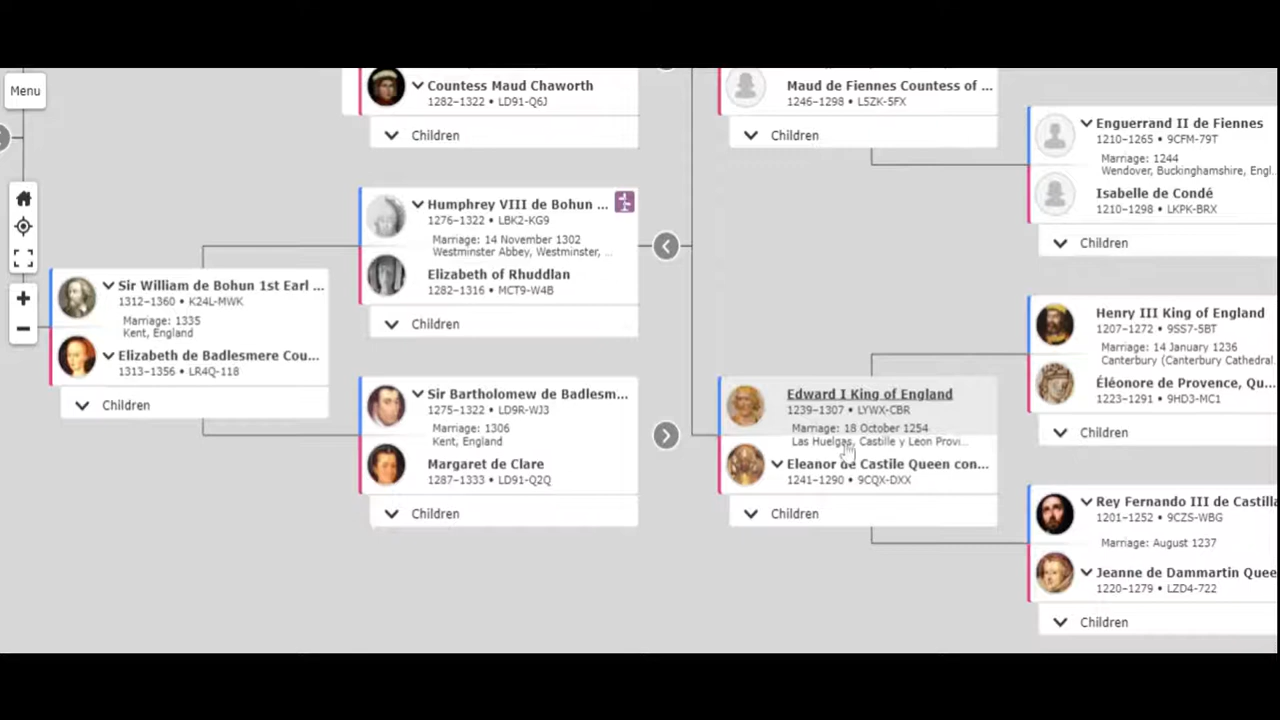 Menu
Sir William de Bohun 1st Earl ...
1312–1360 • K24L-MWK
Marriage: 1335
Kent, England
Elizabeth de Badlesmere Cou...
1313–1356 • LR4Q-118
Children
Countess Maud Chaworth
1282–1322 • LD91-Q6J
Children
Humphrey VIII de Bohun ...
1276–1322 • LBK2-KG9
Marriage: 14 November 1302
Westminster Abbey, Westminster, ...
Elizabeth of Rhuddlan
1282–1316 • MCT9-W4B
Children
Sir Bartholomew de Badlesm...
1275–1322 • LD9R-WJ3
Marriage: 1306
Kent, England
Margaret de Clare
1287–1333 • LD91-Q2Q
Children
Maud de Fiennes Countess of ...
1246–1298 • L5ZK-5FX
Children
Edward I King of England
1239–1307 • LYWX-CBR
Marriage: 18 October 1254
Las Huelgas, Castille y Leon Provi...
Eleanor de Castile Queen con...
1241–1290 • 9CQX-DXX
Children
Enguerrand II de Fiennes
1210–1265 • 9CFM-79T
Marriage: 1244
Wendover, Buckinghamshire, Engl
Isabelle de Condé
1210–1298 • LKPK-BRX
Children
Henry III King of England
1207–1272 • 9SS7-5BT
Marriage: 14 January 1236
Canterbury (Canterbury Cathedral
Éléonore de Provence, Qu...
1223–1291 • 9HD3-MC1
Children
Rey Fernando III de Castilla
1201–1252 • 9CZS-WBG
Marriage: August 1237
Jeanne de Dammartin Quee
1220–1279 • LZD4-722
Children